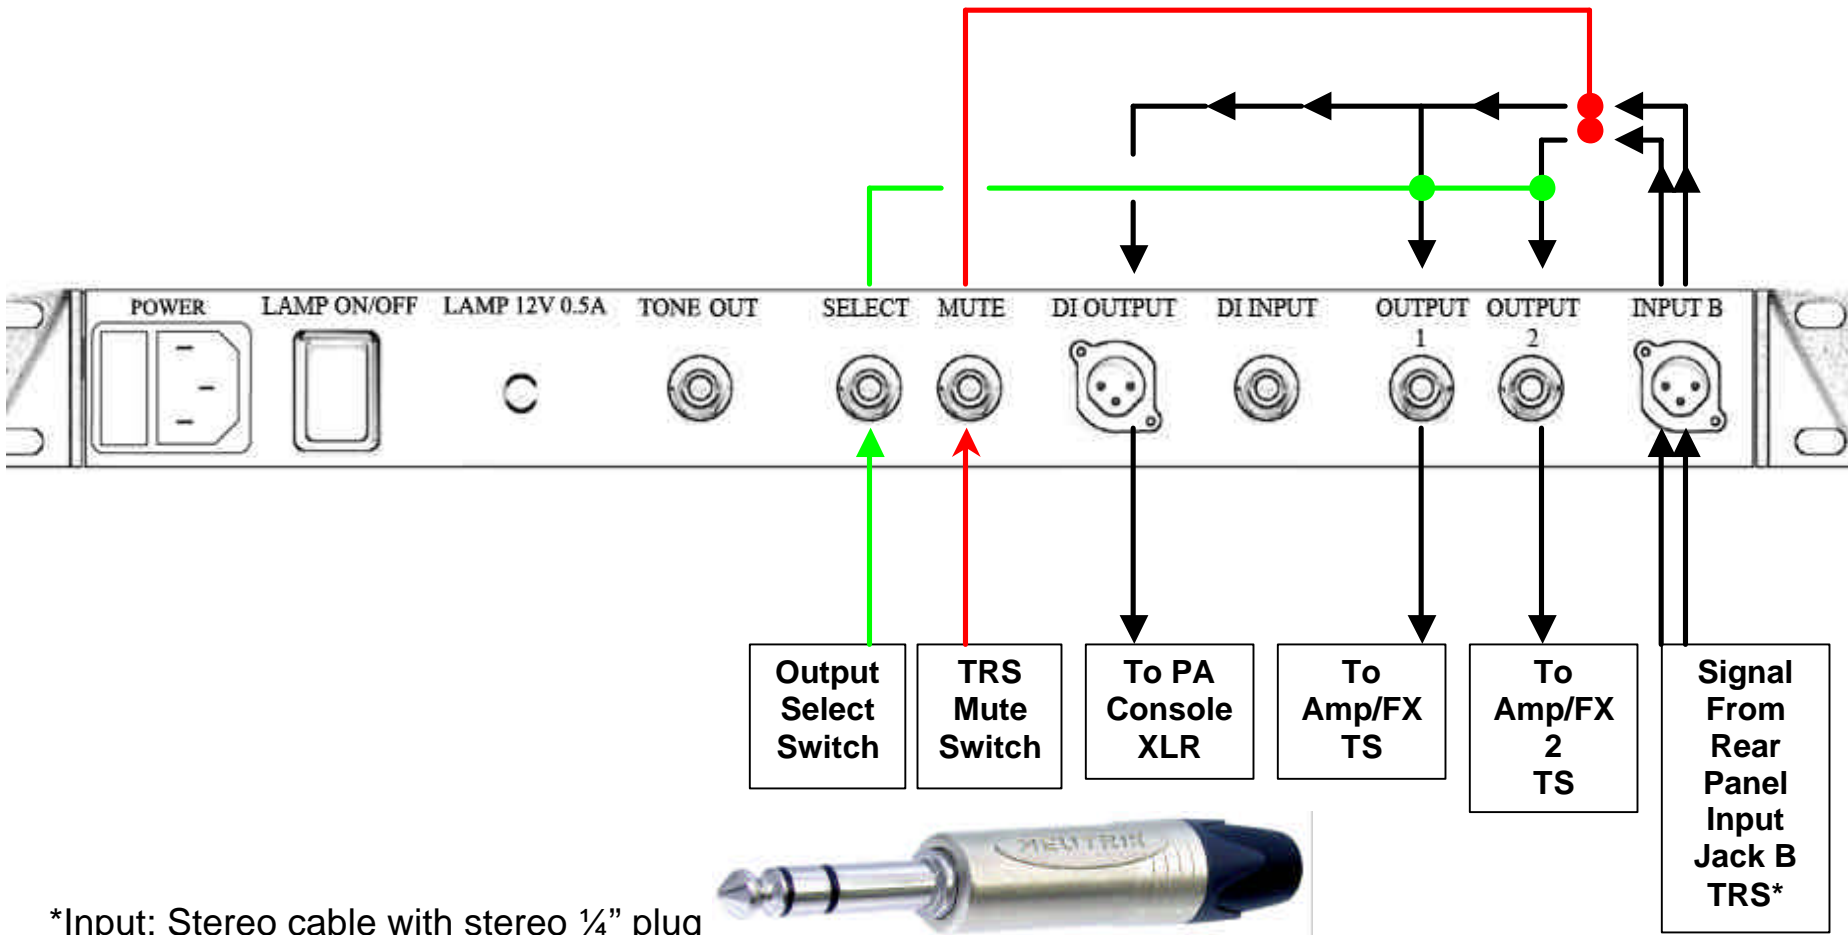 POWER
LAMP ON/OFF
LAMP 12V 0.5A
TONE OUT
SELECT
MUTE
DI OUTPUT
DI INPUT
OUTPUT
1
OUTPUT
2
INPUT B
Output
Select
Switch
TRS
Mute
Switch
To PA
Console
XLR
To
Amp/FX
TS
To
Amp/FX
2
TS
Signal
From
Rear
Panel
Input
Jack B
TRS*
NEUTRIK
*Input: Stereo cable with stereo ¼” plug